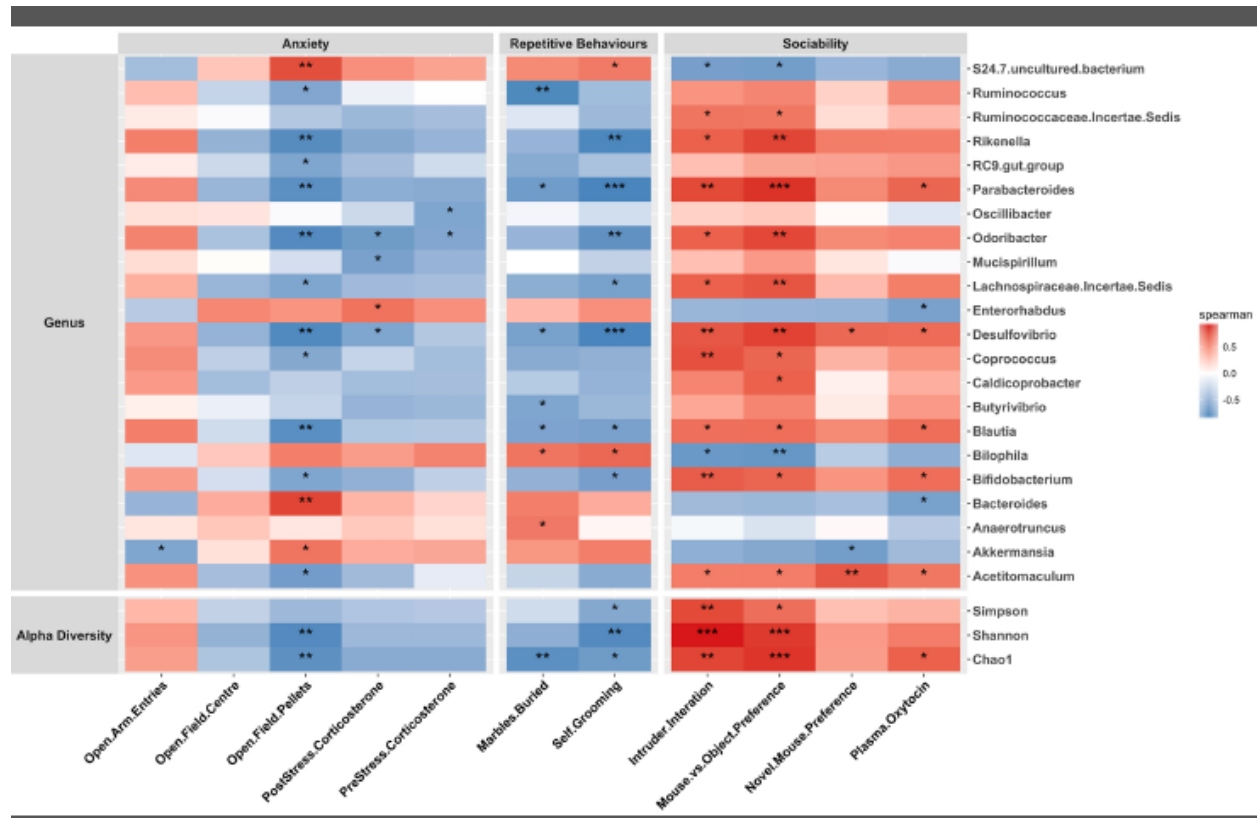 Anxiety Repetitive Behaviours Sociability
** * * * S24.7.uncultured.bacterium
* ** Ruminococcus
* * Ruminococcaceae.Incertae.Sedis
** ** * ** Rikenella
* RC9.gut.group
** * *** ** *** * Parabacteroides
* Oscillibacter
** * * ** * ** Odoribacter
* Mucispirillum
* * * ** Lachnospiraceae.Incertae.Sedis
* * Enterorhabdus
Genus
** * * *** ** ** * * Desulfovibrio
* ** * Coprococcus
* Caldicoprobacter
* Butyrivibrio
** * * * * * Blautia
* * * ** Bilophila
* * ** * * Bifidobacterium
** * Bacteroides
* Anaerotruncus
* * * Akkermansia
* * * ** * Acetitomaculum
spearman
0.5
0.0
-0.5
* ** * Simpson
Alpha Diversity ** ** *** *** Shannon
** ** * ** *** * Chao1
Open.Arm.Entries
Open.Field.Centre
Open.Field.Pellets
PostStress.Corticosterone
PreStress.Corticosterone
Marbles.Buried
Self.Grooming
Intruder.Interation
Mouse.vs.Object.Preference
Novel.Mouse.Preference
Plasma.Oxytocin